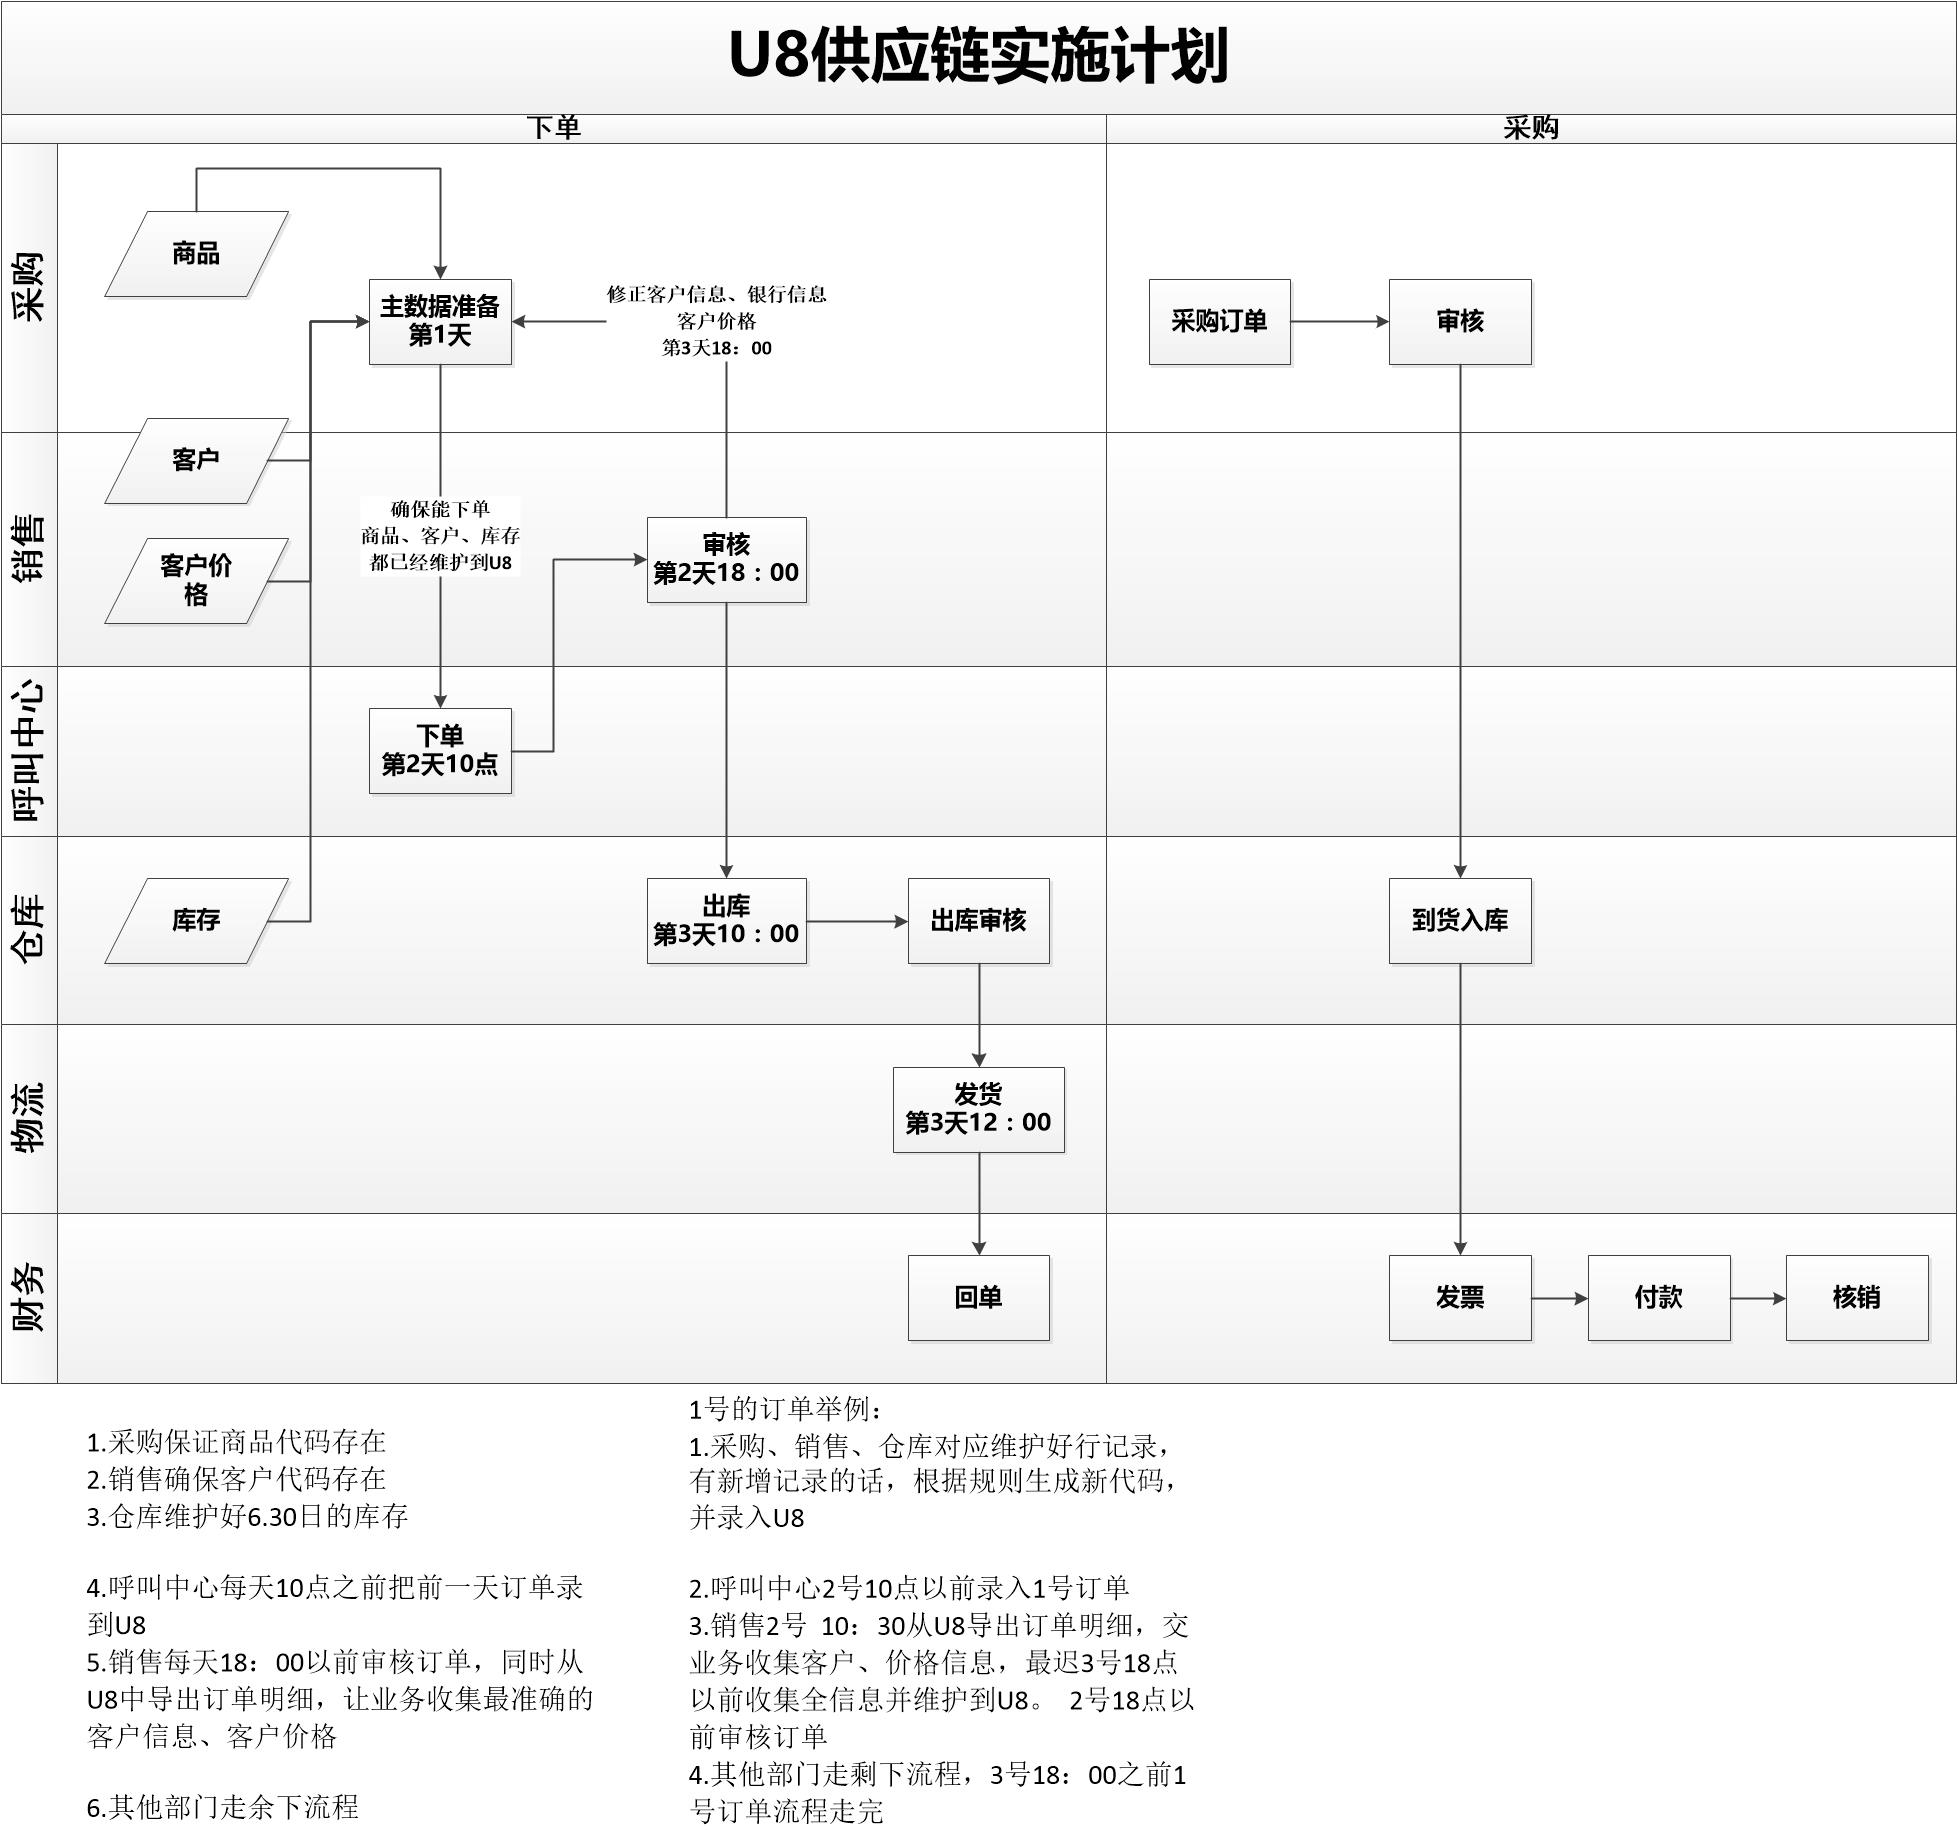 U8供应链实施计划
下单
采购
采购
商品
主数据准备
第1天
修正客户信息、银行信息
客户价格
第3天18：00
采购订单
审核
销售
客户
客户价
格
确保能下单
商品、客户、库存
都已经维护到U8
审核
第2天18：00
呼叫中心
下单
第2天10点
仓库
库存
出库
第3天10：00
出库审核
到货入库
物流
发货
第3天12：00
财务
回单
发票
付款
核销
1.采购保证商品代码存在
2.销售确保客户代码存在
3.仓库维护好6.30日的库存
4.呼叫中心每天10点之前把前一天订单录
到U8
5.销售每天18：00以前审核订单，同时从
U8中导出订单明细，让业务收集最准确的
客户信息、客户价格
6.其他部门走余下流程
1号的订单举例：
1.采购、销售、仓库对应维护好行记录，
有新增记录的话，根据规则生成新代码，
并录入U8
2.呼叫中心2号10点以前录入1号订单
3.销售2号 10：30从U8导出订单明细，交
业务收集客户、价格信息，最迟3号18点
以前收集全信息并维护到U8。 2号18点以
前审核订单
4.其他部门走剩下流程，3号18：00之前1
号订单流程走完